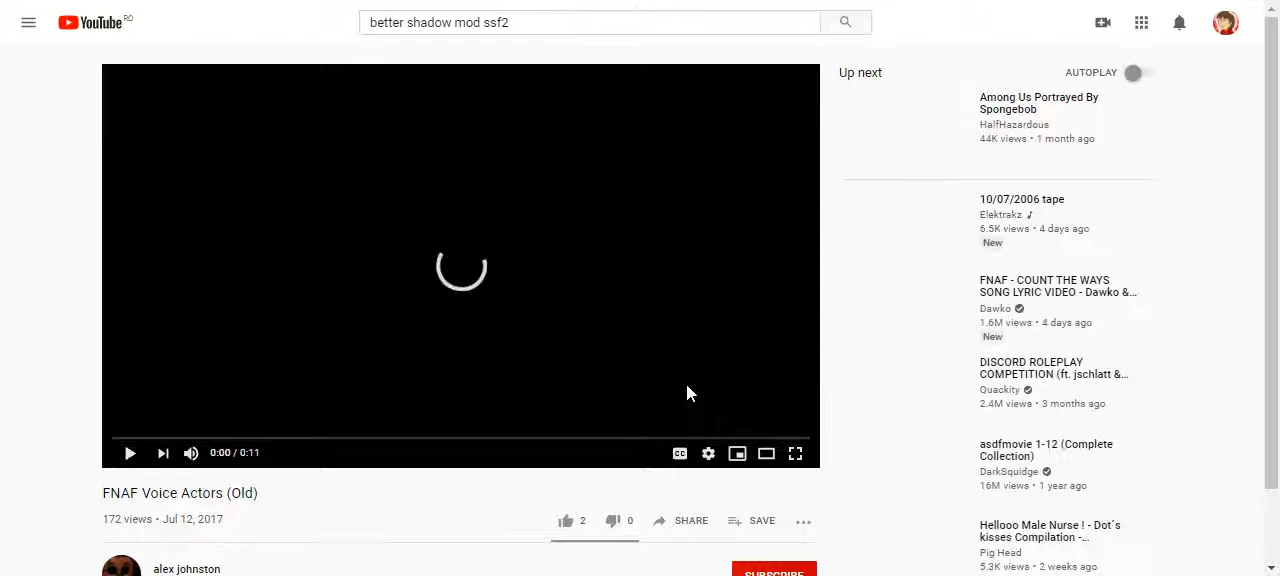 YouTube RO
better shadow mod ssf2
Up next
AUTOPLAY
Among Us Portrayed By
Spongebob
HalfHazardous
44K views • 1 month ago
10/07/2006 tape
Elektrakz ♪
6.5K views • 4 days ago
New
FNAF - COUNT THE WAYS
SONG LYRIC VIDEO - Dawko &...
Dawko
1.6M views • 4 days ago
New
DISCORD ROLEPLAY
COMPETITION (ft. jschlatt &...
Quackity
2.4M views • 3 months ago
asdfmovie 1-12 (Complete
Collection)
DarkSquidge
16M views • 1 year ago
Hellooo Male Nurse ! - Dot´s
kisses Compilation -...
Pig Head
5.3K views • 2 weeks ago
0:00 / 0:11
CC
FNAF Voice Actors (Old)
172 views • Jul 12, 2017
2
0
SHARE
SAVE
alex johnston
SUBSCRIBE